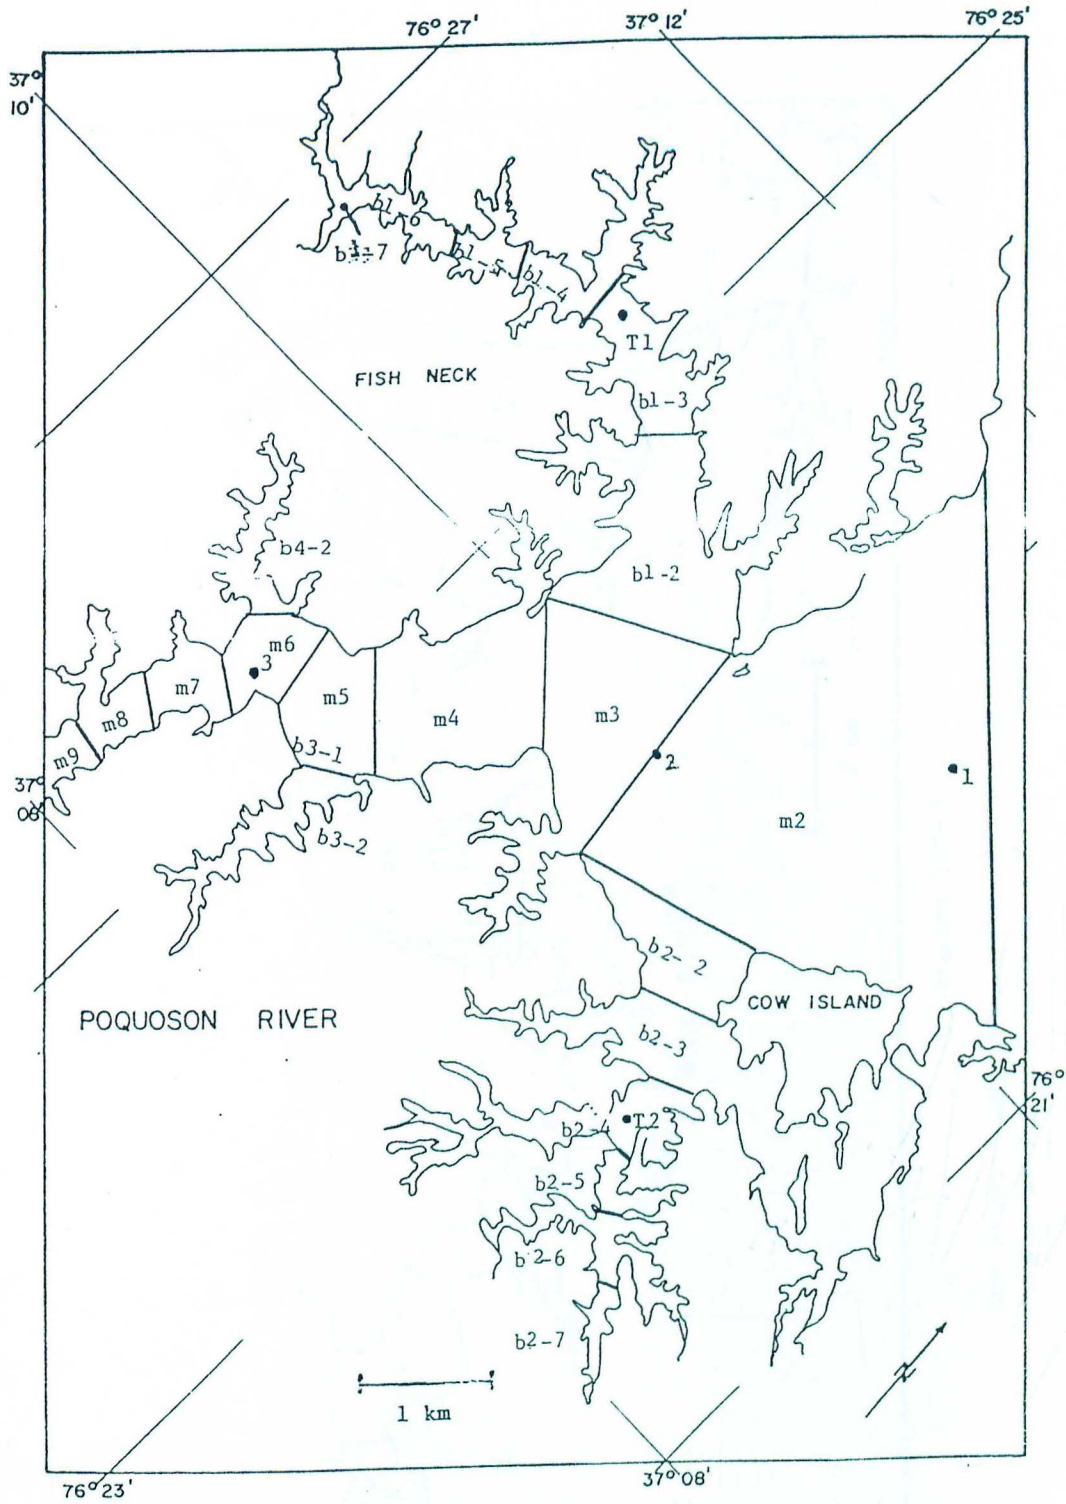 76° 27'
37° 12'
76° 25'
37°
10'
b1-6
b1-7
b1-5
b1-4
T1
FISH NECK
b1-3
b4-2
b1-2
m6
3
m7
m5
m8
m4
m3
m9
b3-1
2
1
37°
06'
m2
b3-2
b2-2
COW ISLAND
POQUOSON RIVER
b2-3
76°
21'
b2-4
T2
b2-5
b2-6
b2-7
N
1 km
76° 23'
37° 08'